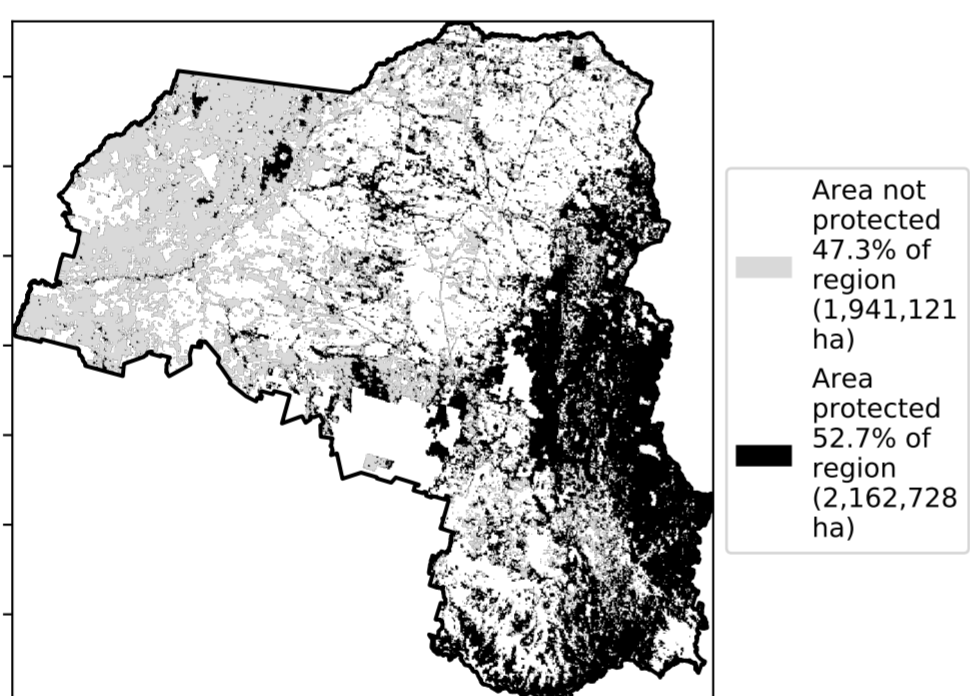 Area not
protected
47.3% of
region
(1,941,121
ha)
Area
protected
52.7% of
region
(2,162,728
ha)